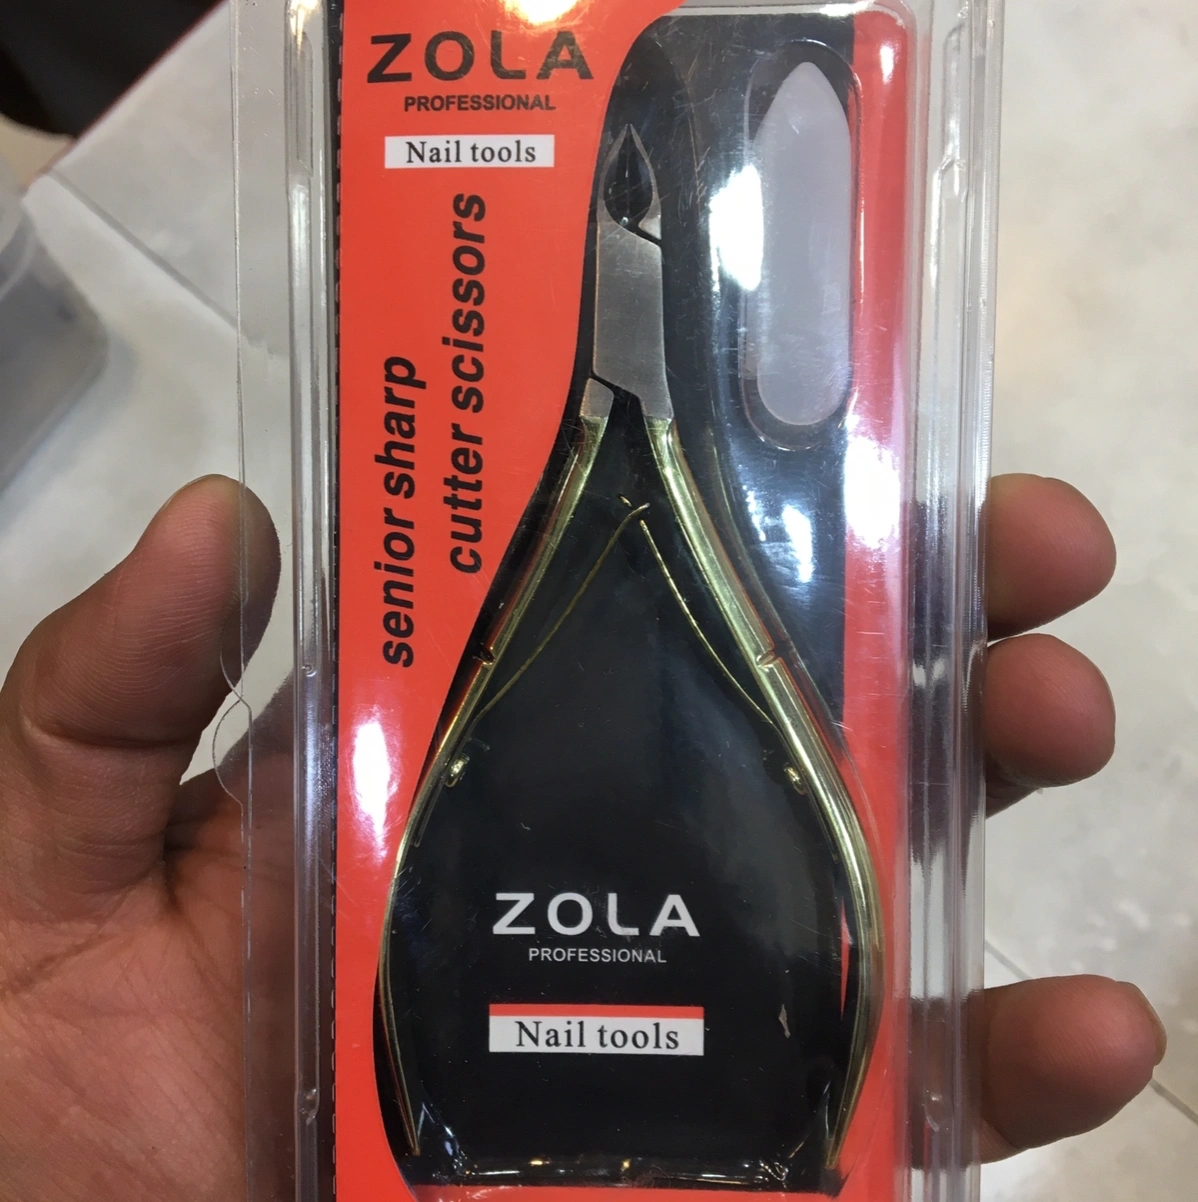 ZOLA
PROFESSIONAL
Nail tools
senior sharp
cutter scissors
ZOLA
PROFESSIONAL
Nail tools